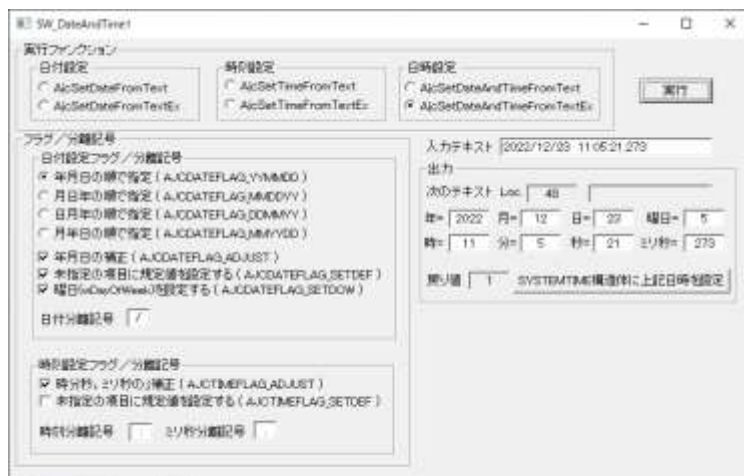 SW_DateAndTime1
実行ファンクション
日付設定
AjcSetDateFromText
AjcSetDateFromTextEx
時刻設定
AjcSetTimeFromText
AjcSetTimeFromTextEx
日時設定
AjcSetDateAndTimeFromText
AjcSetDateAndTimeFromTextEx
実行
フラグ/分離記号
日付設定フラグ/分離記号
年月日の順で指定 ( AJCDATEFLAG_YYMMDD )
月日年の順で指定 ( AJCDATEFLAG_MMDDYY )
日月年の順で指定 ( AJCDATEFLAG_DDMMYY )
月年日の順で指定 ( AJCDATEFLAG_MMYYDD )
年月日の補正 ( AJCDATEFLAG_ADJUST )
未指定の項目に規定値を設定する ( AJCDATEFLAG_SETDEF )
曜日(wDayOfWeek)を設定する ( AJCDATEFLAG_SETDOW )
日付分離記号 /
時刻設定フラグ/分離記号
時分秒,ミリ秒の補正 ( AJCTIMEFLAG_ADJUST )
未指定の項目に規定値を設定する ( AJCTIMEFLAG_SETDEF )
時刻分離記号 : ミリ秒分離記号 .
入力テキスト 2022/12/23 11:05:21.273
出力
次のテキスト Loc
年= 2022 月= 12 日= 23 曜日= 5
時= 11 分= 5 秒= 21 ミリ秒= 273
戻り値 1 SYSTEMTIME構造体に上記日時を設定